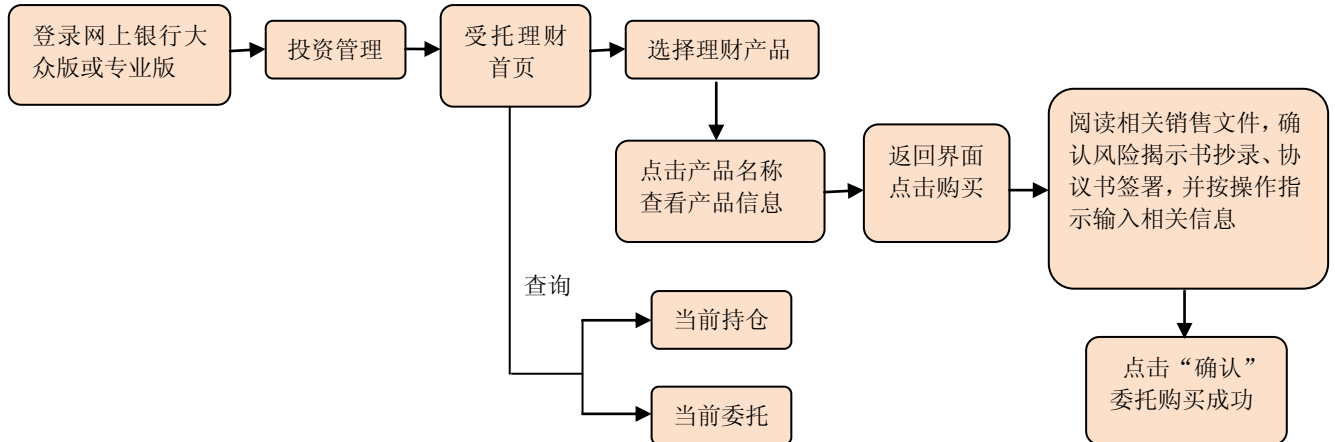 登录网上银行大
众版或专业版
投资管理
受托理财
首页
选择理财产品
点击产品名称
查看产品信息
返回界面
点击购买
阅读相关销售文件，确
认风险揭示书抄录、协
议书签署，并按操作指
示输入相关信息
查询
当前持仓
当前委托
点击“确认”
委托购买成功